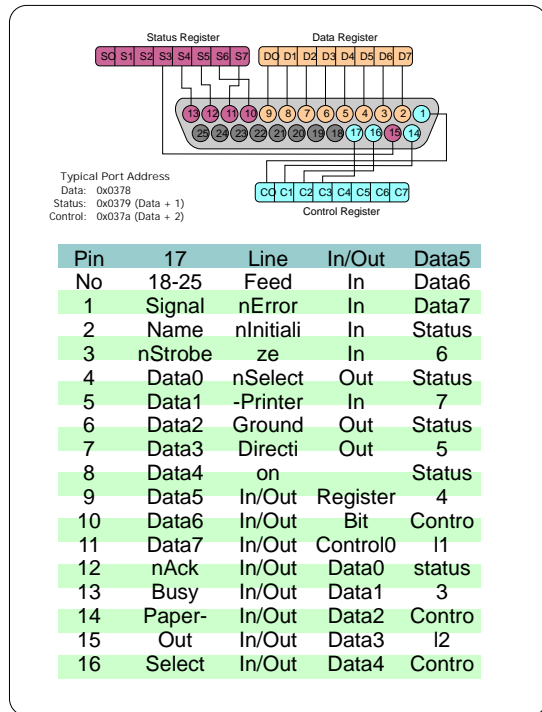 Status Register Data Register
S0 S1 S2 S3 S4 S5 S6 S7 D0 D1 D2 D3 D4 D5 D6 D7
13 12 11 10 9 8 7 6 5 4 3 2 1
25 24 23 22 21 20 19 18 17 16 15 14
Typical Port Address
Data: 0x0378
Status: 0x0379 (Data + 1)
Control: 0x037a (Data + 2)
C0 C1 C2 C3 C4 C5 C6 C7
Control Register
Pin 17 Line In/Out Data5
No 18-25 Feed In Data6
1 Signal nError In Data7
2 Name nInitiali In Status
3 nStrobe ze In 6
4 Data0 nSelect Out Status
5 Data1 -Printer In 7
6 Data2 Ground Out Status
7 Data3 Directi Out 5
8 Data4 on Status
9 Data5 In/Out Register 4
10 Data6 In/Out Bit Contro
11 Data7 In/Out Control0 l1
12 nAck In/Out Data0 status
13 Busy In/Out Data1 3
14 Paper- In/Out Data2 Contro
15 Out In/Out Data3 l2
16 Select In/Out Data4 Contro